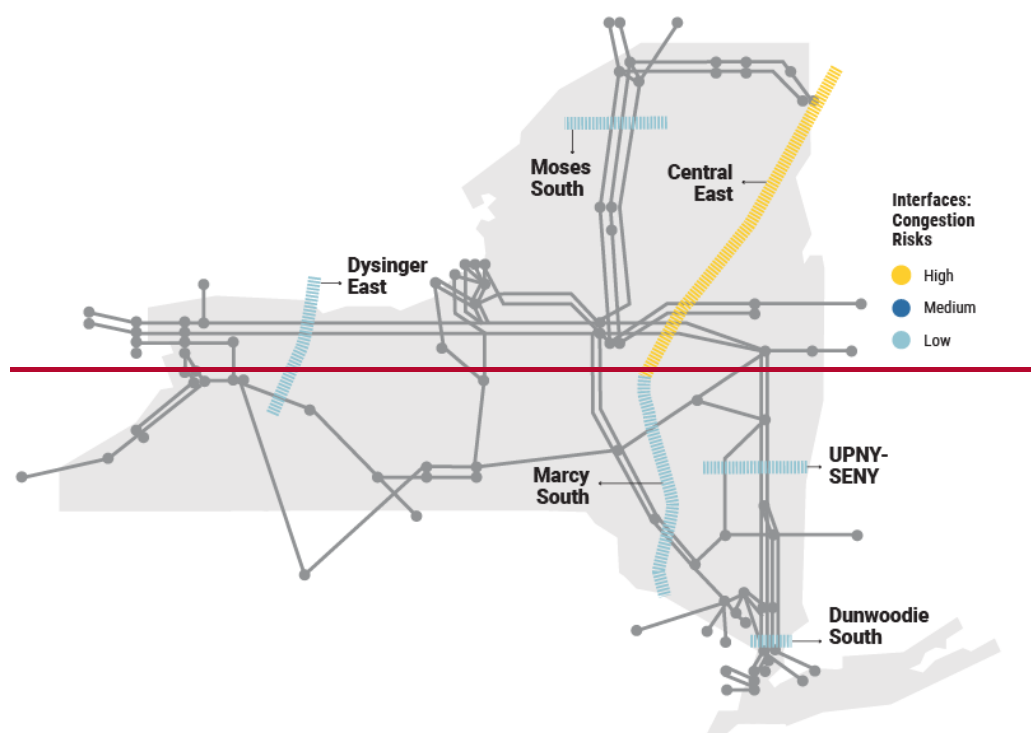 Moses
South
Central
East
Interfaces:
Congestion
Risks
High
Medium
Low
Dysinger
East
Marcy
South
UPNY-
SENY
Dunwoodie
South